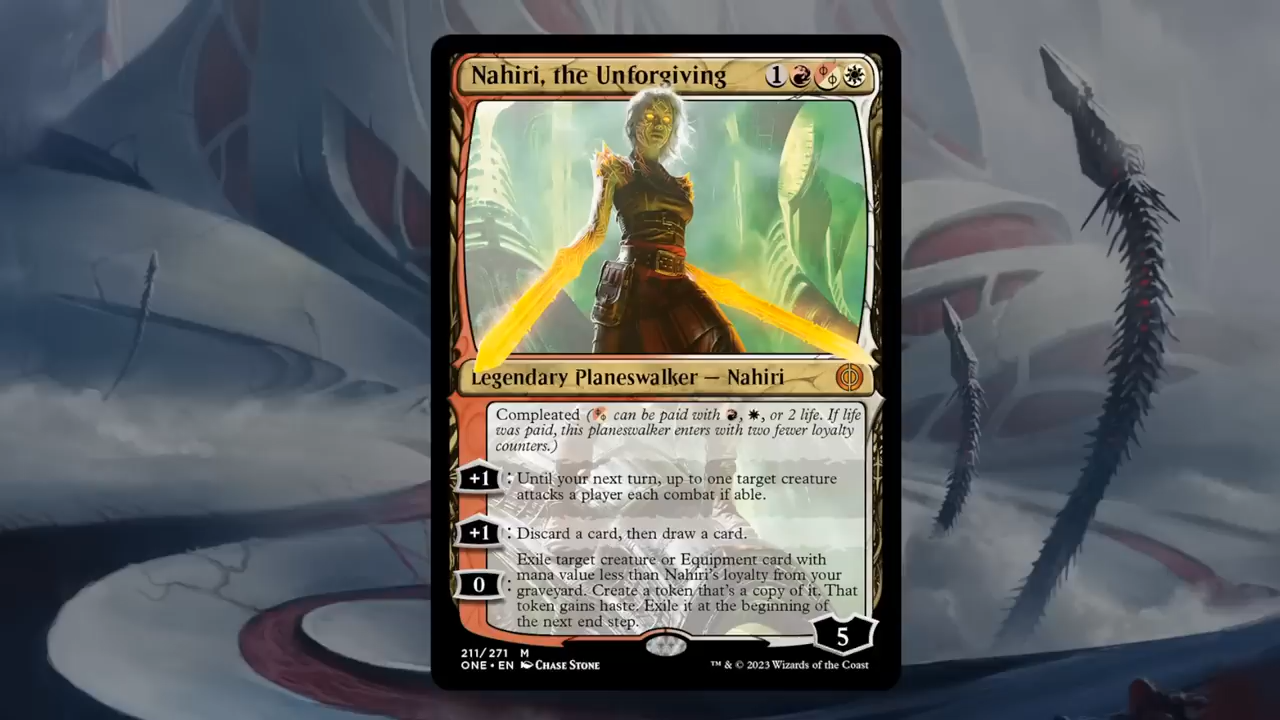 Nahiri, the Unforgiving 1
Legendary Planeswalker — Nahiri
Compleated ( can be paid with , , or 2 life. If life
was paid, this planeswalker enters with two fewer loyalty
counters.)
+1 : Until your next turn, up to one target creature
attacks a player each combat if able.
+1 : Discard a card, then draw a card.
Exile target creature or Equipment card with
mana value less than Nahiri's loyalty from your
0 : graveyard. Create a token that's a copy of it. That
token gains haste. Exile it at the beginning of
the next end step.
5
211/271 M
ONE • EN Chase Stone
™ & © 2023 Wizards of the Coast